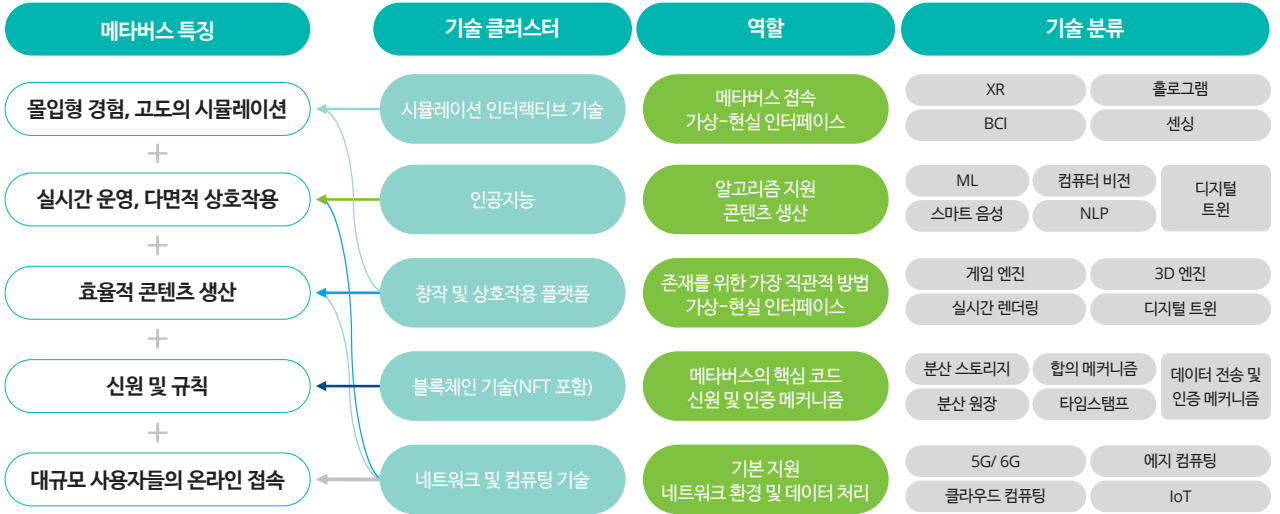 메타버스 특징
기술 클러스터
역할
기술 분류
몰입형 경험, 고도의 시뮬레이션
시뮬레이션 인터랙티브 기술
메타버스 접속
가상-현실 인터페이스
XR
홀로그램
BCI
센싱
+
실시간 운영, 다면적 상호작용
인공지능
알고리즘 지원
콘텐츠 생산
ML
컴퓨터 비전
스마트 음성
NLP
디지털
트윈
+
효율적 콘텐츠 생산
창작 및 상호작용 플랫폼
존재를 위한 가장 직관적 방법
가상-현실 인터페이스
게임 엔진
3D 엔진
실시간 렌더링
디지털 트윈
+
신원 및 규칙
블록체인 기술(NFT 포함)
메타버스의 핵심 코드
신원 및 인증 메커니즘
분산 스토리지
합의 메커니즘
분산 원장
타임스탬프
데이터 전송 및
인증 메커니즘
+
대규모 사용자들의 온라인 접속
네트워크 및 컴퓨팅 기술
기본 지원
네트워크 환경 및 데이터 처리
5G/ 6G
에지 컴퓨팅
클라우드 컴퓨팅
IoT